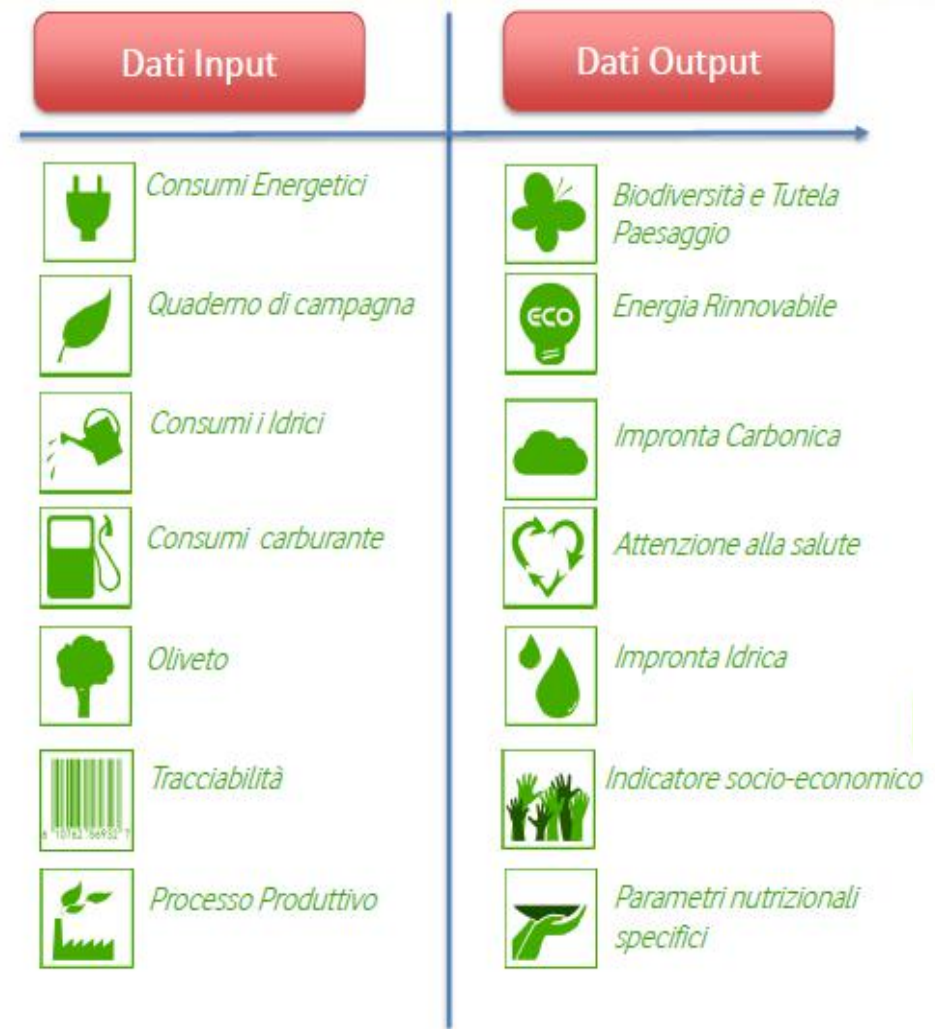 Dati Input
Consumi Energetici
Quaderno di campagna
Consumi i Idrici
Consumi carburante
Oliveto
Tracciabilità
Processo Produttivo
Dati Output
Biodiversità e Tutela
Paesaggio
ECO
Energia Rinnovabile
Impronta Carbonica
Attenzione alla salute
Impronta Idrica
Indicatore socio-economico
Parametri nutrizionali
specifici